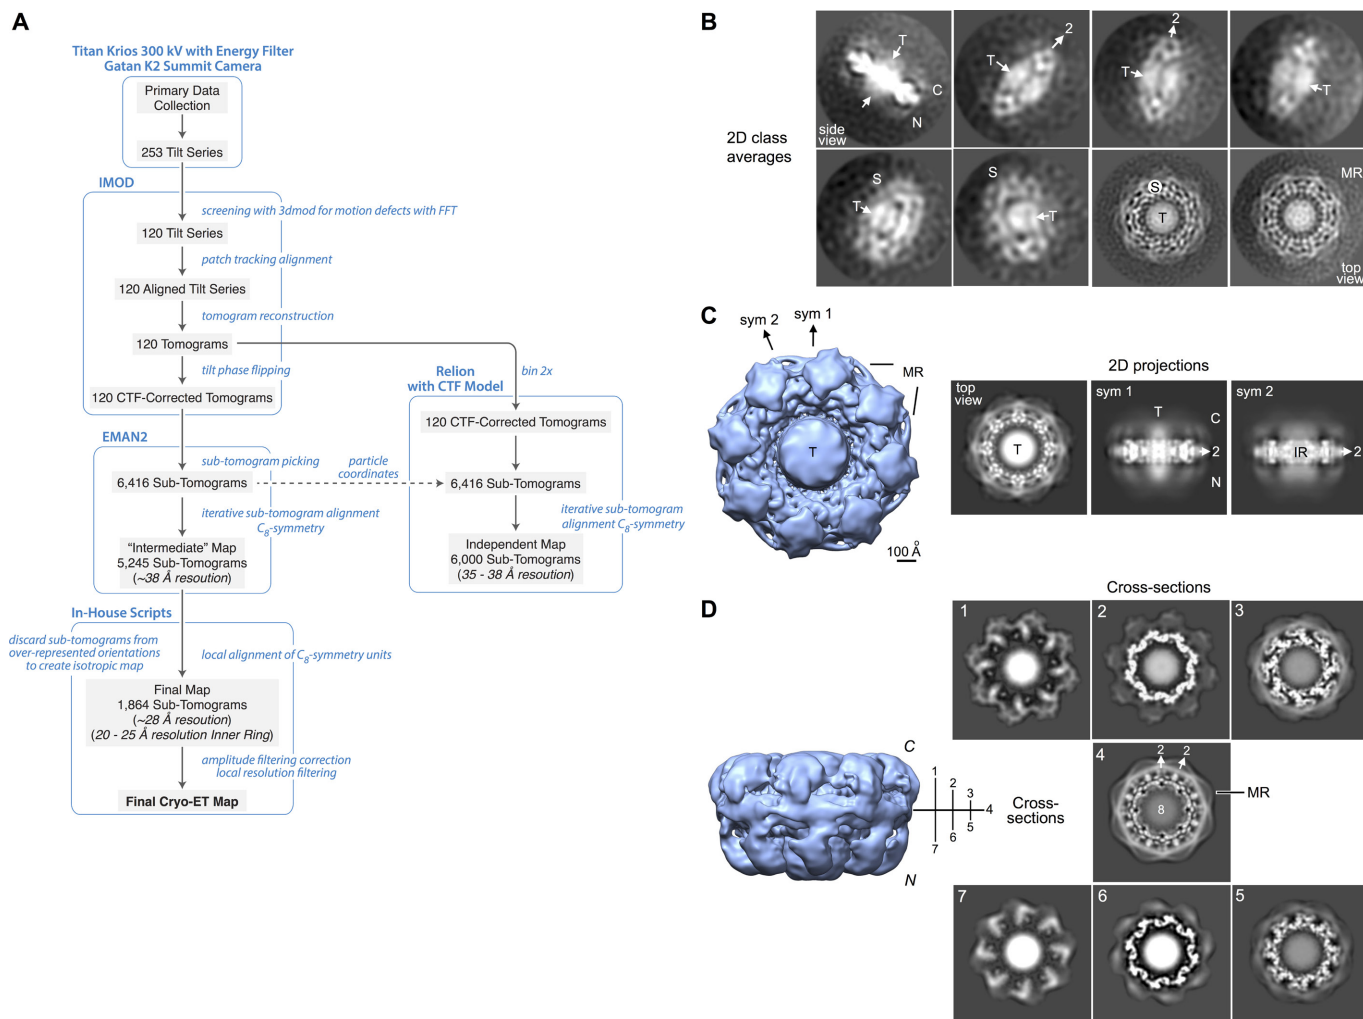 A
Titan Krios 300 kV with Energy Filter
Gatan K2 Summit Camera
Primary Data
Collection
253 Tilt Series
IMOD
screening with 3dmod for motion defects with FFT
120 Tilt Series
patch tracking alignment
120 Aligned Tilt Series
tomogram reconstruction
120 Tomograms
tilt phase flipping
120 CTF-Corrected Tomograms
bin 2x
Relion
with CTF Model
120 CTF-Corrected Tomograms
EMAN2
sub-tomogram picking
particle
coordinates
6,416 Sub-Tomograms
6,416 Sub-Tomograms
iterative sub-tomogram alignment
C8-symmetry
iterative sub-tomogram
alignment C8-symmetry
"Intermediate" Map
5,245 Sub-Tomograms
(~38 Å resoution)
Independent Map
6,000 Sub-Tomograms
(35 - 38 Å resoution)
In-House Scripts
discard sub-tomograms from
over-represented orientations
to create isotropic map
local alignment of C8-symmetry units
Final Map
1,864 Sub-Tomograms
(~28 Å resoution)
(20 - 25 Å resolution Inner Ring)
amplitude filtering correction
local resolution filtering
Final Cryo-ET Map
B
2D class
averages
T
C
N
side
view
2
T
2
T
T
S
T
S
T
S
T
MR
top
view
C
sym 2
sym 1
MR
T
100 Å
2D projections
top
view
T
sym 1
T
C
2
N
sym 2
IR
2
D
Cross-sections
1
2
3
C
N
1
2
3
4
5
6
7
Cross-
sections
4
2
2
8
MR
7
6
5